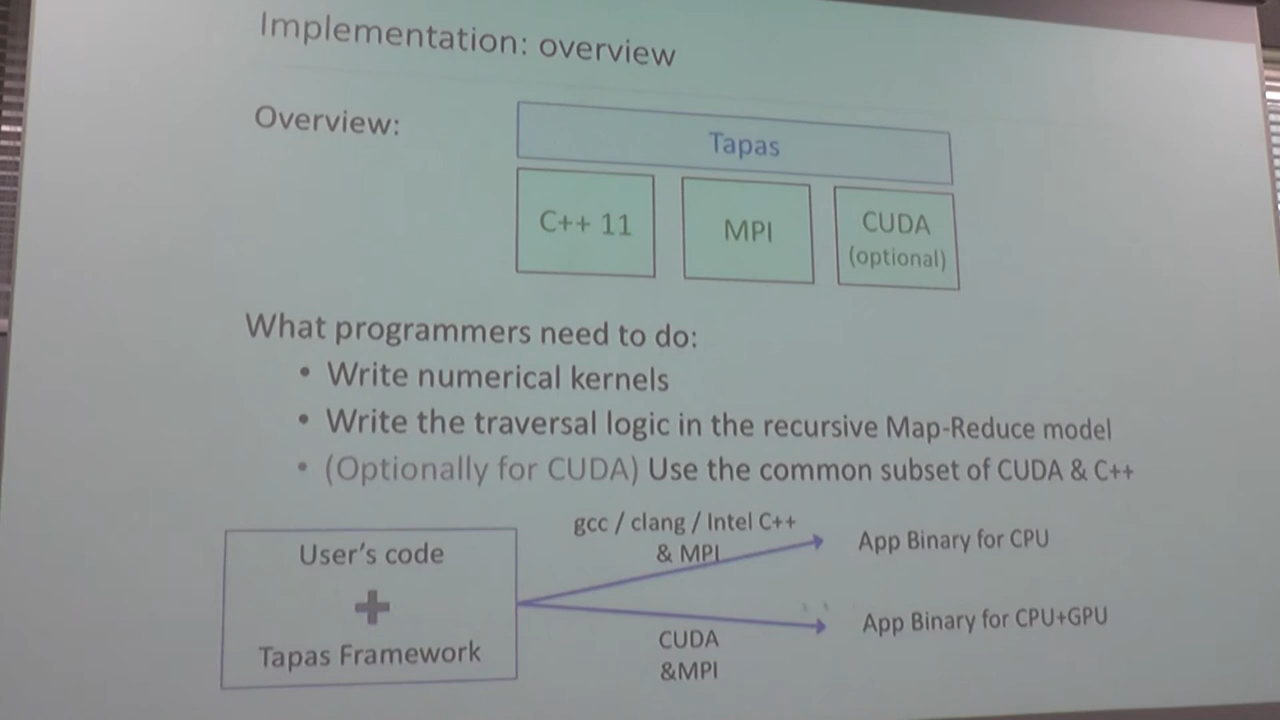 Implementation: overview
Overview:
Tapas
C++ 11
MPI
CUDA
(optional)
What programmers need to do:
• Write numerical kernels
• Write the traversal logic in the recursive Map-Reduce model
• (Optionally for CUDA) Use the common subset of CUDA & C++
User's code
+
Tapas Framework
gcc / clang / Intel C++
& MPI
App Binary for CPU
CUDA
&MPI
App Binary for CPU+GPU